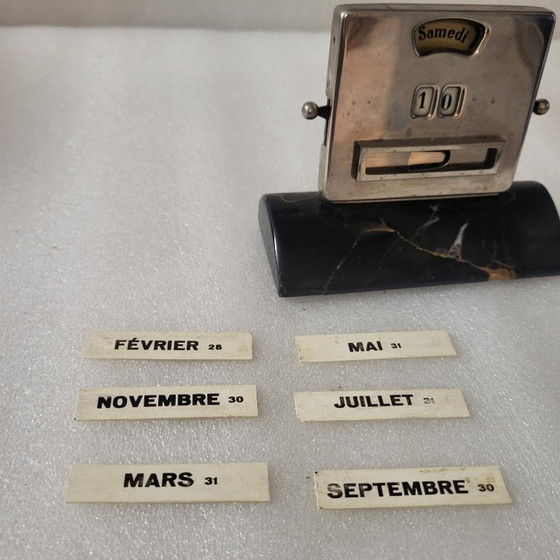 Samedi
10
FÉVRIER 28
MAI 31
NOVEMBRE 30
JUILLET 31
MARS 31
SEPTEMBRE 30